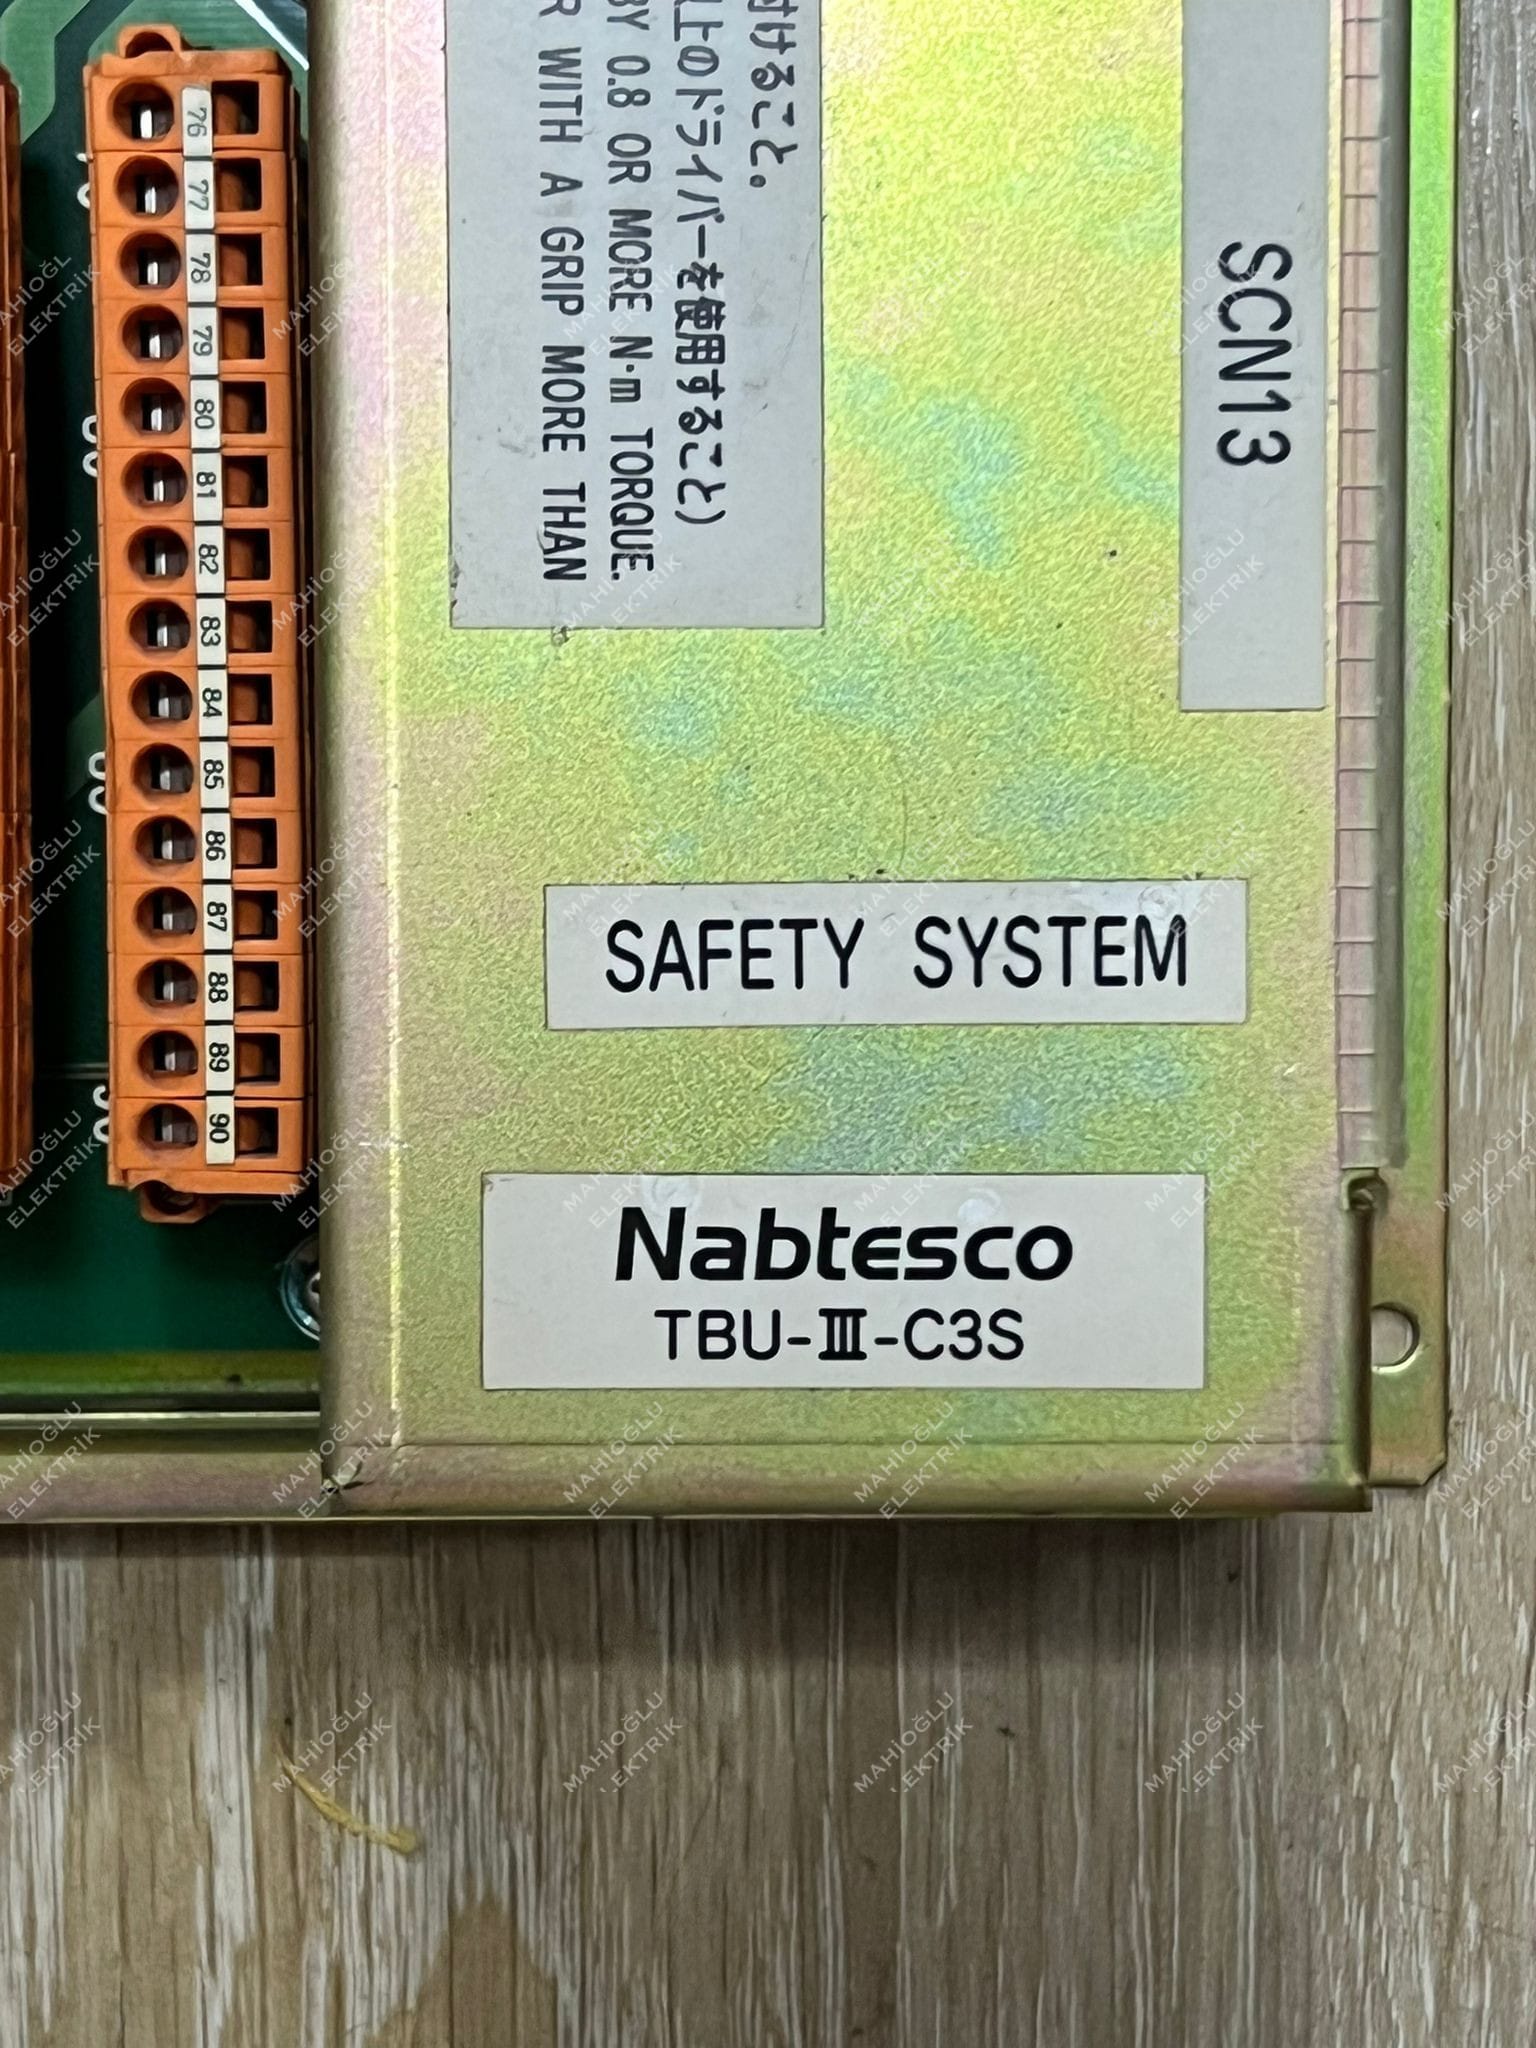 付けること。
上のドライバーを使用すること)
BY 0.8 OR MORE N·m TORQUE.
R WITH A GRIP MORE THAN
SCN13
76
77
78
79
80
81
82
83
84
85
86
87
88
89
90
SAFETY SYSTEM
Nabtesco
TBU-Ⅲ-C3S
MAHİOĞLU
ELEKTRİK